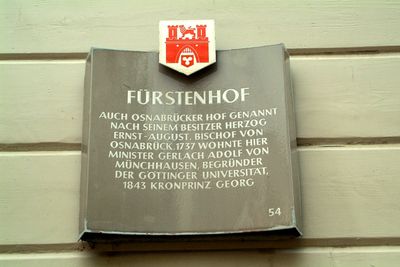 FÜRSTENHOF
AUCH OSNABRÜCKER HOF GENANNT
NACH SEINEM BESITZER HERZOG
ERNST-AUGUST, BISCHOF VON
OSNABRÜCK. 1737 WOHNTE HIER
MINISTER GERLACH ADOLF VON
MÜNCHHAUSEN, BEGRÜNDER
DER GÖTTINGER UNIVERSITÄT,
1843 KRONPRINZ GEORG
54